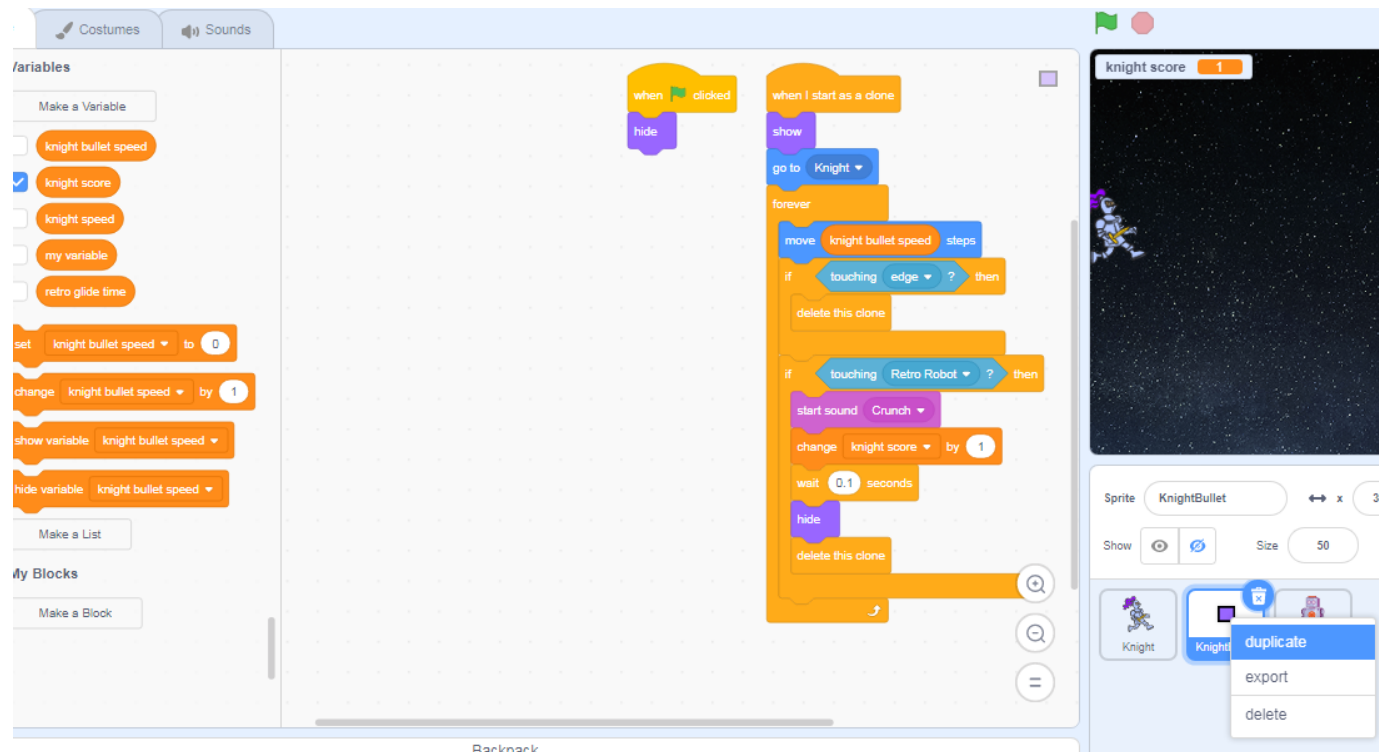 Costumes
Sounds
Variables
Make a Variable
knight bullet speed
knight score
knight speed
my variable
retro glide time
set knight bullet speed to 0
change knight bullet speed by 1
show variable knight bullet speed
hide variable knight bullet speed
Make a List
My Blocks
Make a Block
when clicked
hide
when I start as a clone
show
go to Knight
forever
move knight bullet speed steps
if touching edge ? then
delete this clone
if touching Retro Robot ? then
start sound Crunch
change knight score by 1
wait 0.1 seconds
hide
delete this clone
Backpack
knight score 1
Sprite KnightBullet x 3
Show Size 50
Knight
duplicate
export
delete